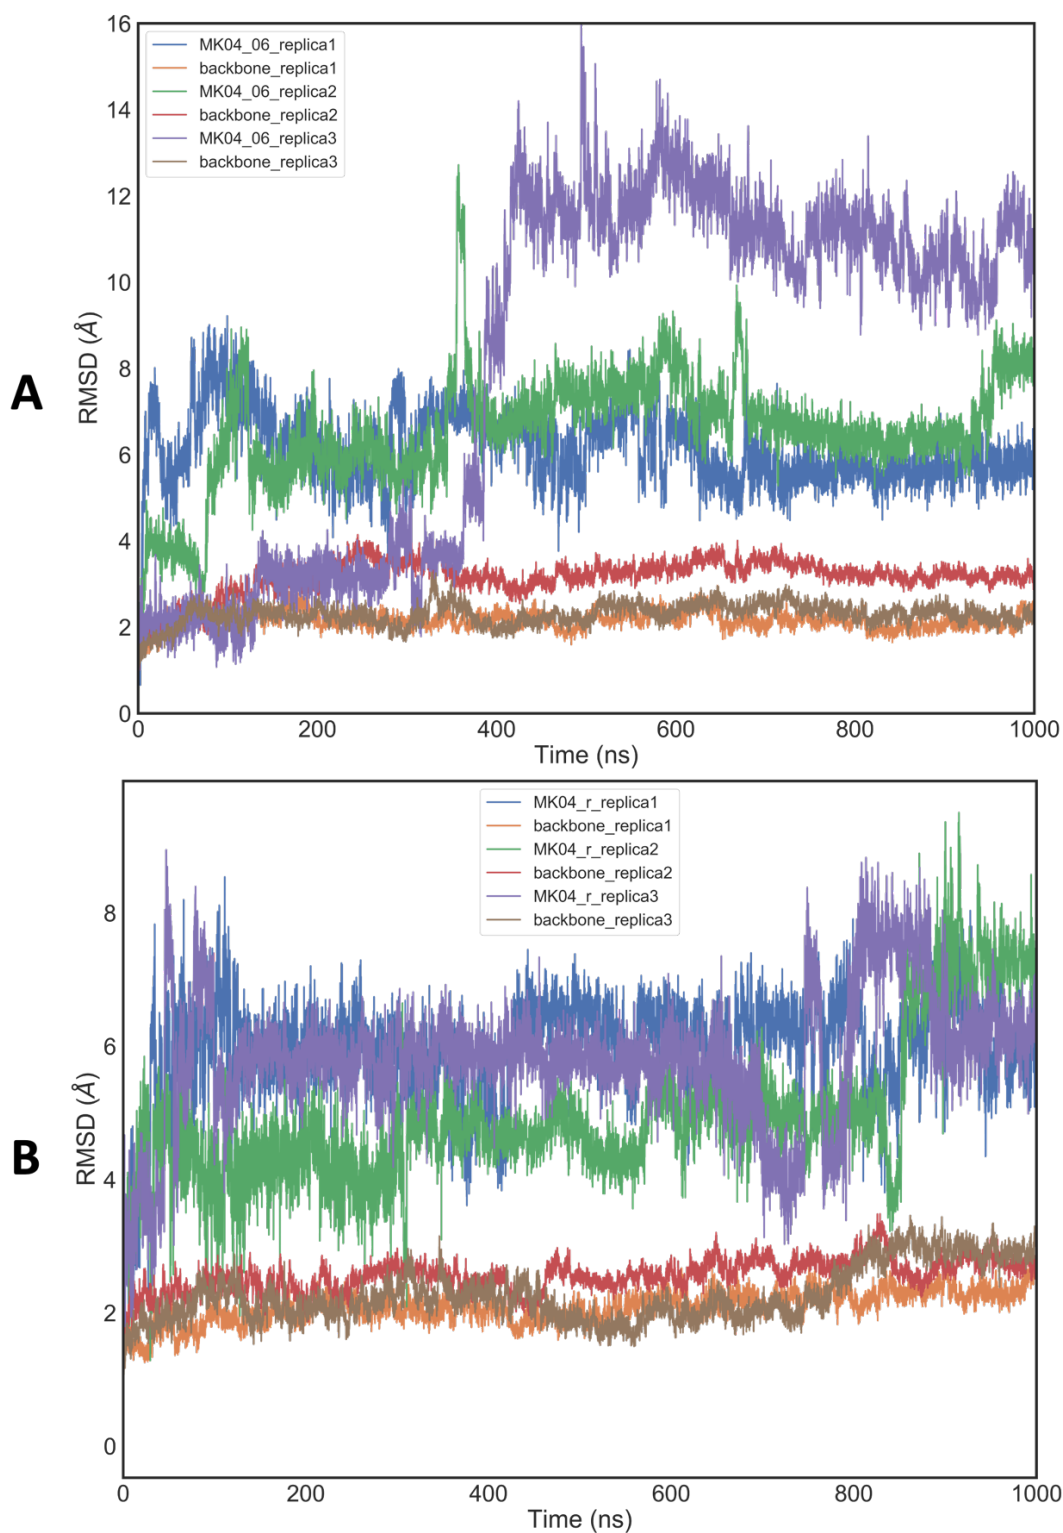 16
14
12
10
8
6
4
2
0
RMSD (Å)
A
MK04_06_replica1
backbone_replica1
MK04_06_replica2
backbone_replica2
MK04_06_replica3
backbone_replica3
0 200 400 600 800 1000
Time (ns)
8
6
4
2
0
RMSD (Å)
B
MK04_r_replica1
backbone_replica1
MK04_r_replica2
backbone_replica2
MK04_r_replica3
backbone_replica3
0 200 400 600 800 1000
Time (ns)